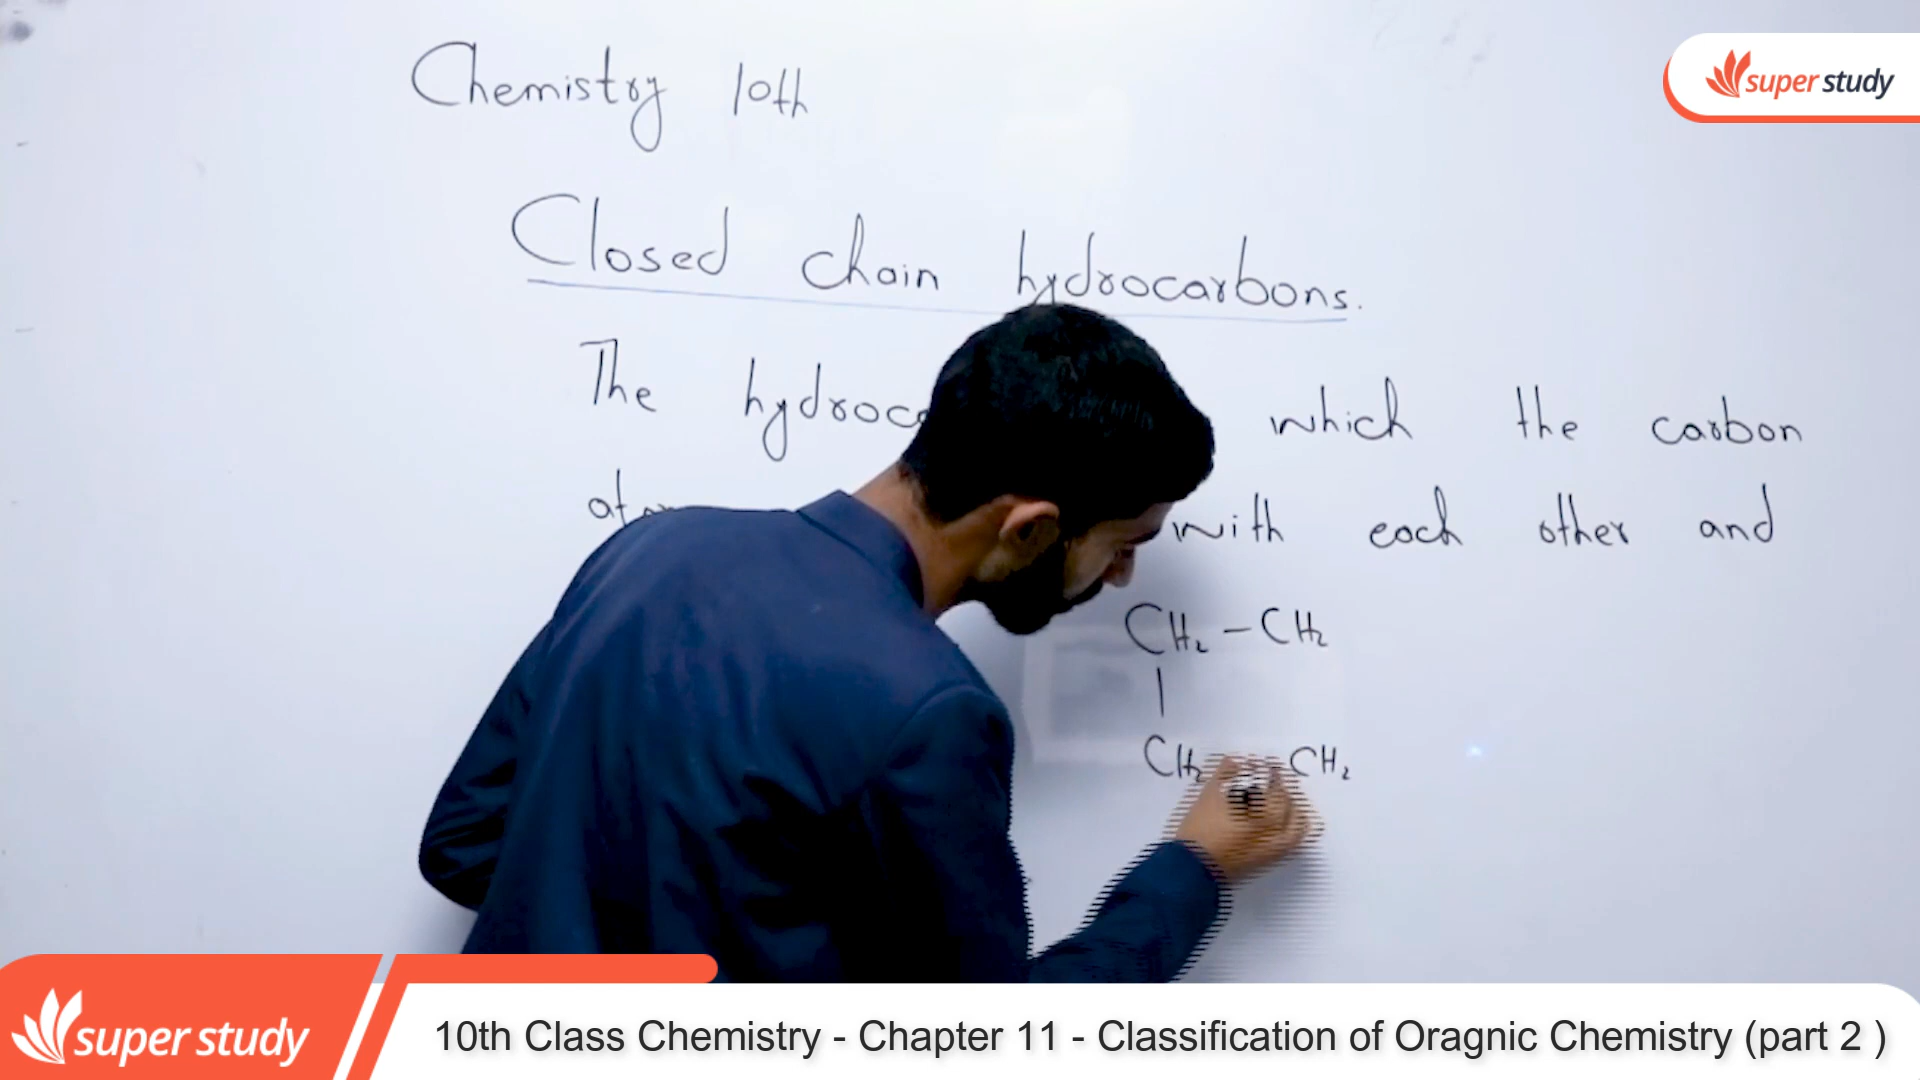 Chemistry 10th
super study
Closed chain hydrocarbons.
The which the carbon
with each other and
CH₂ – CH₂
|
CH₂ CH₂
super study
10th Class Chemistry - Chapter 11 - Classification of Oragnic Chemistry (part 2 )